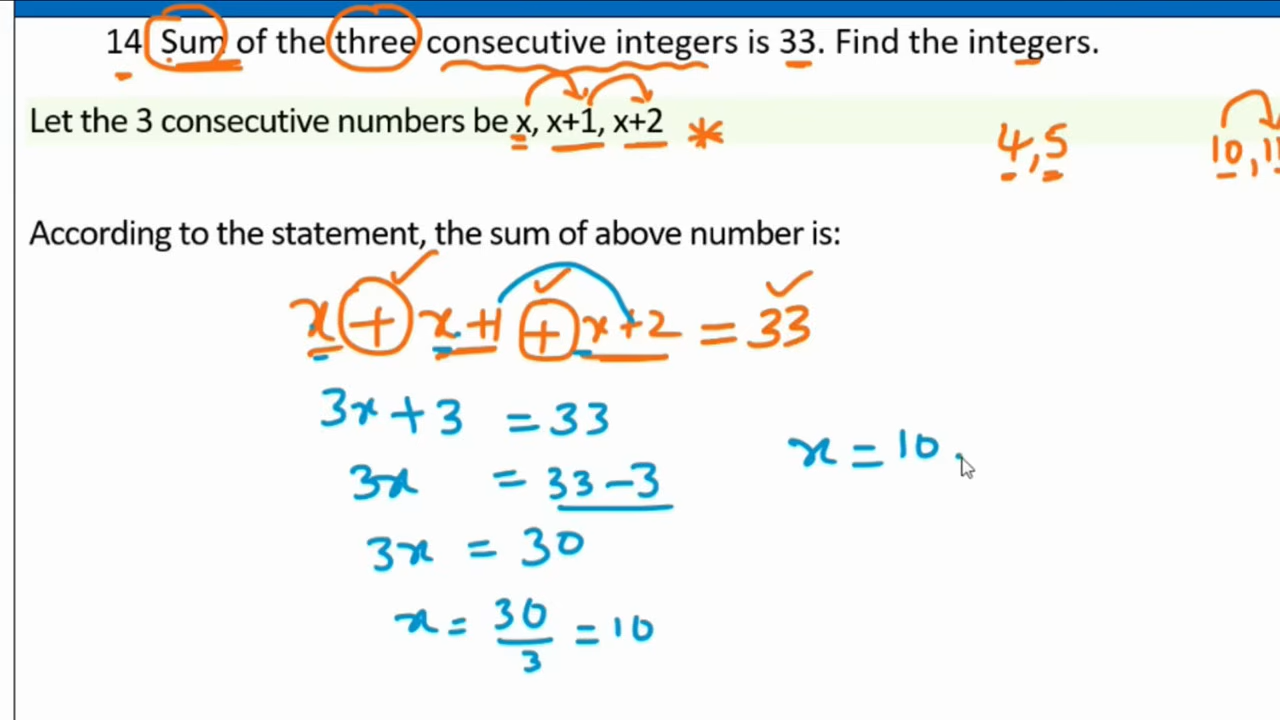 14 Sum of the three consecutive integers is 33. Find the integers.
Let the 3 consecutive numbers be x, x+1, x+2 *
4,5
10,11
According to the statement, the sum of above number is:
x + x+1 + x+2 = 33
3x + 3 = 33
3x = 33 - 3
3x = 30
x = 30/3 = 10
x = 10.